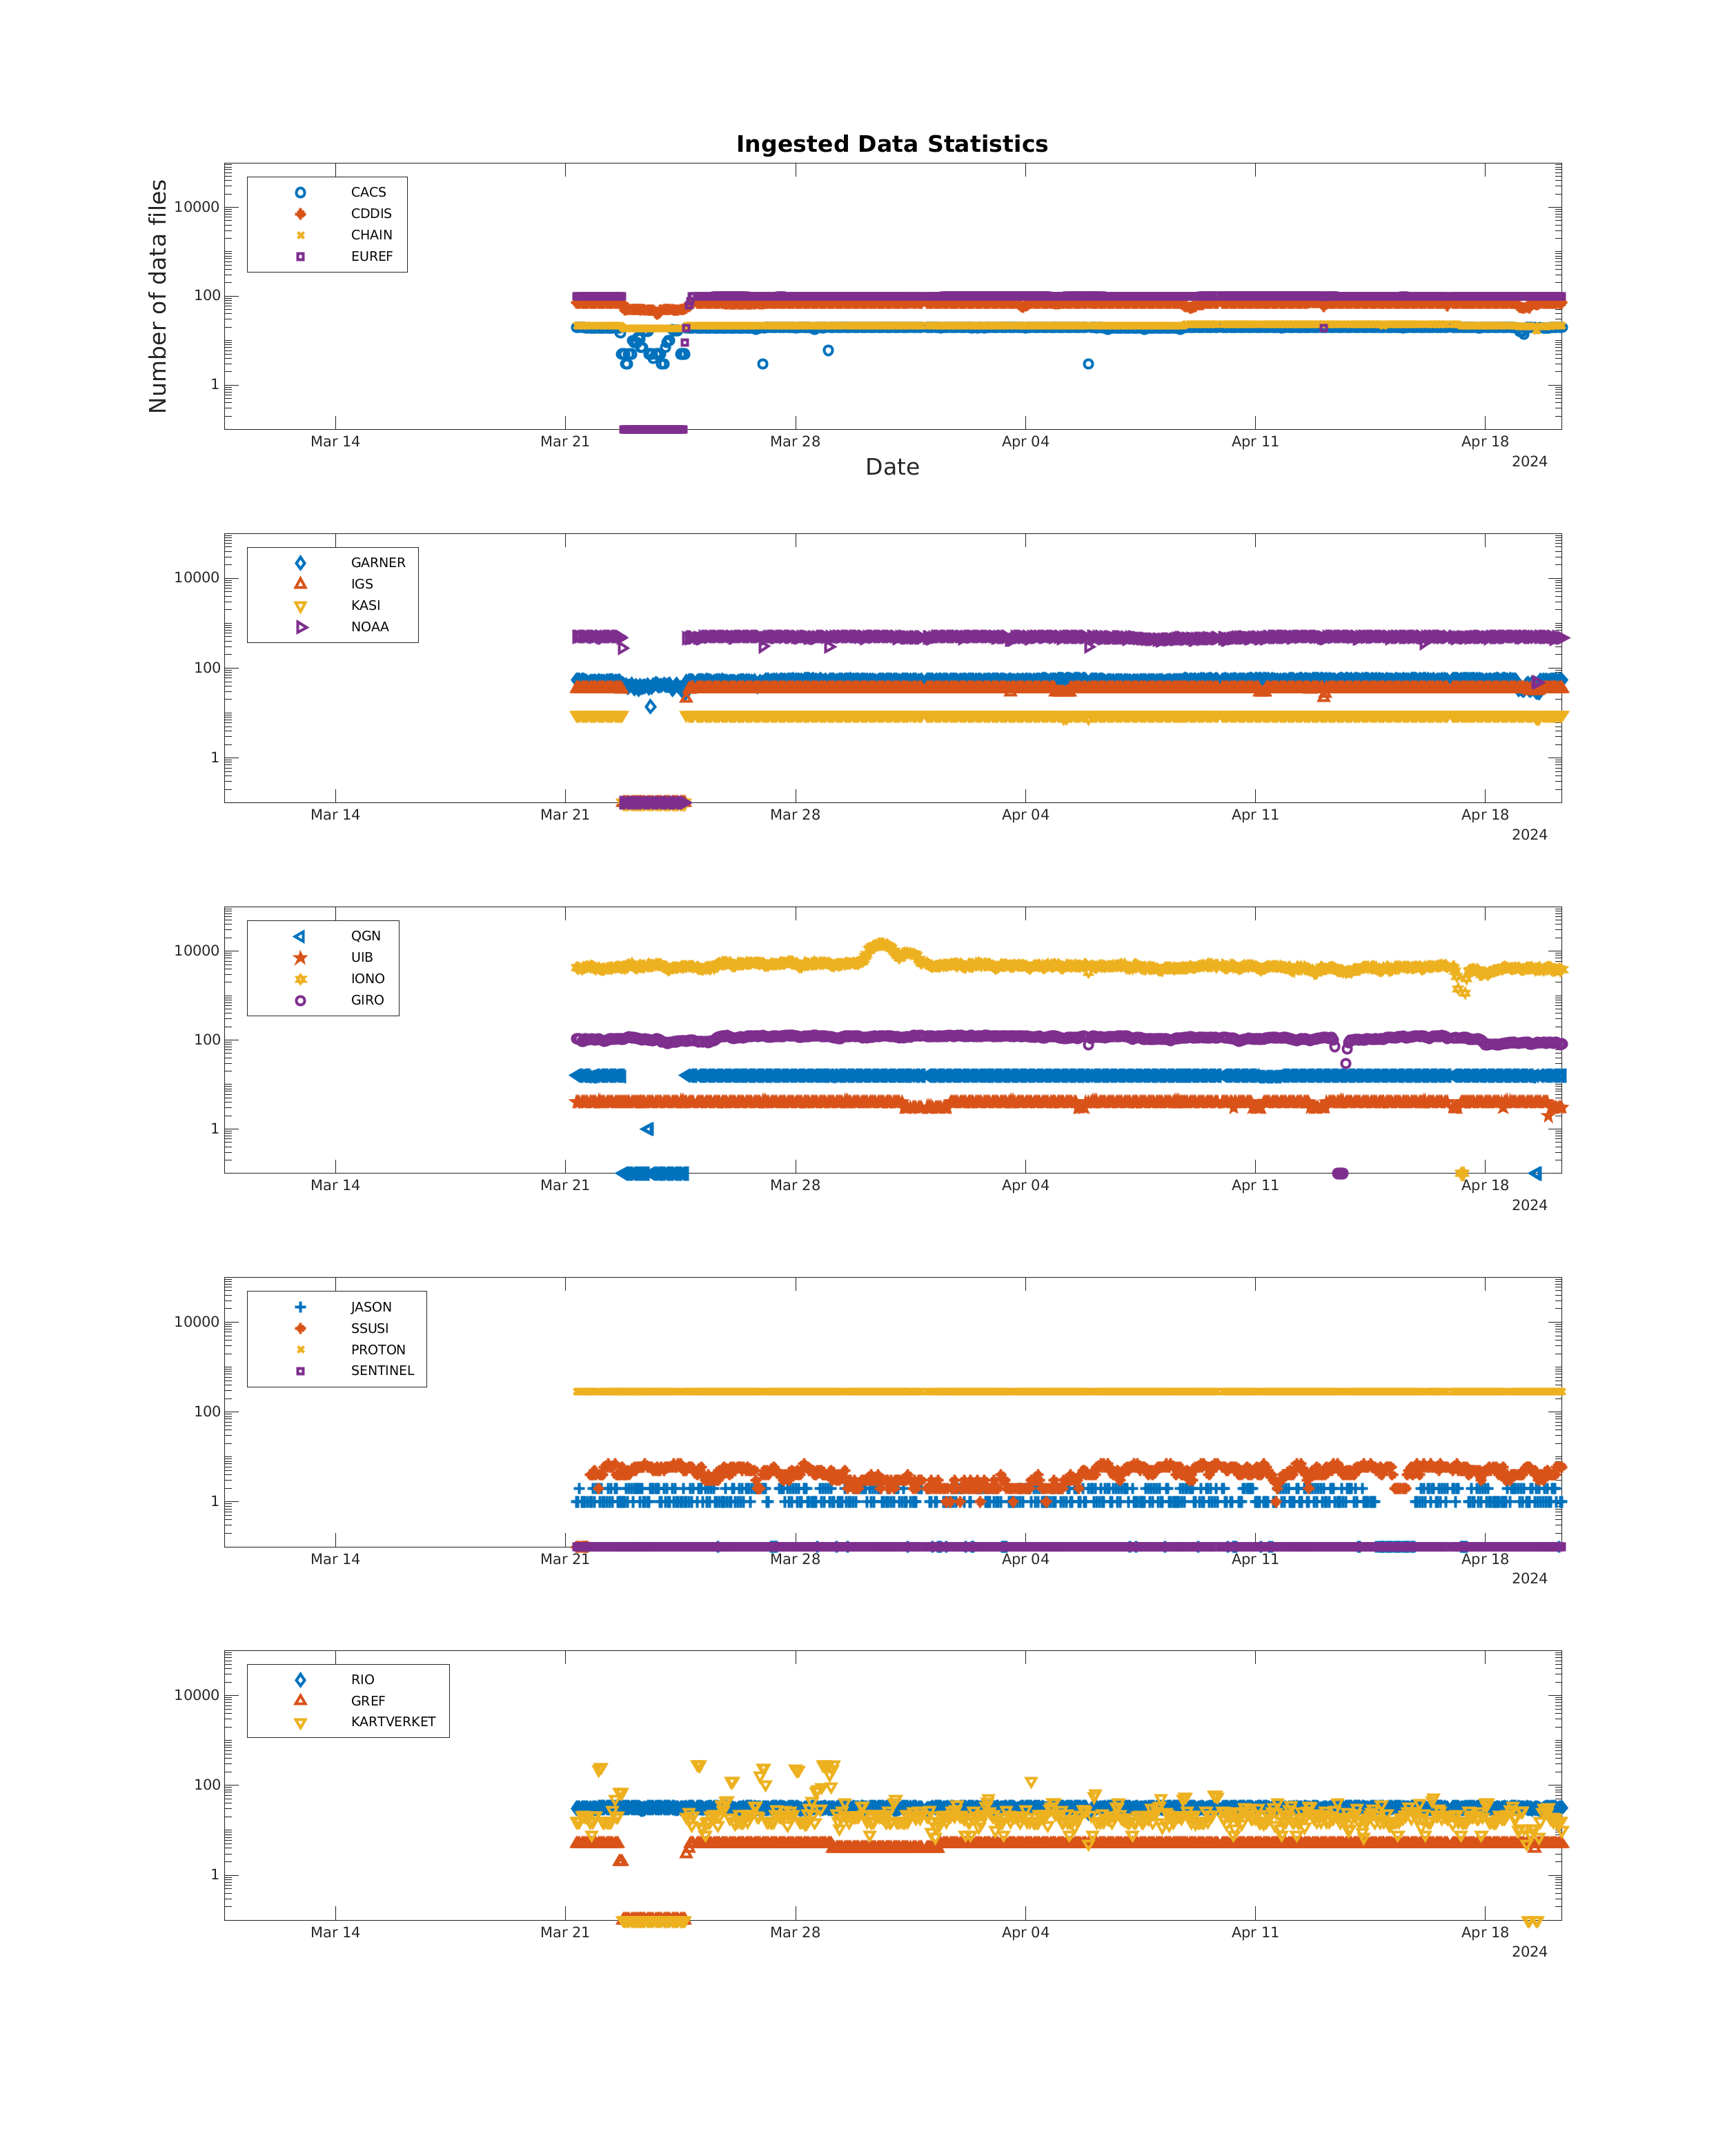 Ingested Data Statistics
Number of data files
CACS
CDDIS
CHAIN
EUREF
10000
100
1
Mar 14 Mar 21 Mar 28 Apr 04 Apr 11 Apr 18
2024
Date
GARNER
IGS
KASI
NOAA
10000
100
1
Mar 14 Mar 21 Mar 28 Apr 04 Apr 11 Apr 18
2024
QGN
UIB
IONO
GIRO
10000
100
1
Mar 14 Mar 21 Mar 28 Apr 04 Apr 11 Apr 18
2024
JASON
SSUSI
PROTON
SENTINEL
10000
100
1
Mar 14 Mar 21 Mar 28 Apr 04 Apr 11 Apr 18
2024
RIO
GREF
KARTVERKET
10000
100
1
Mar 14 Mar 21 Mar 28 Apr 04 Apr 11 Apr 18
2024